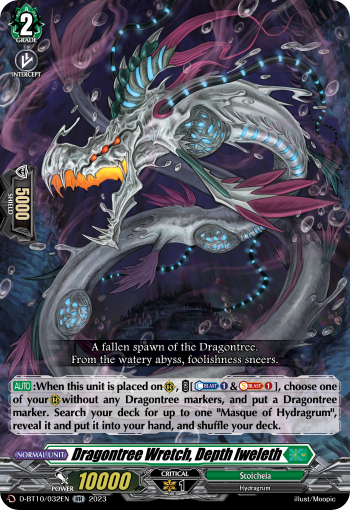 2
GRADE
INTERCEPT
5000
SHIELD
A fallen spawn of the Dragontree.
From the watery abyss, foolishness sneers.
AUTO :When this unit is placed on RC, COST [COUNTER BLAST 1 & SOUL BLAST 1], choose one
of your RC without any Dragontree markers, and put a Dragontree
marker. Search your deck for up to one "Masque of Hydragrum",
reveal it and put it into your hand, and shuffle your deck.
NORMAL UNIT
Dragontree Wretch, Depth Iweleth
POWER 10000
CRITICAL
1
Stoicheia
Hydragrum
D-BT10/032EN RR 2023
illust/Moopic